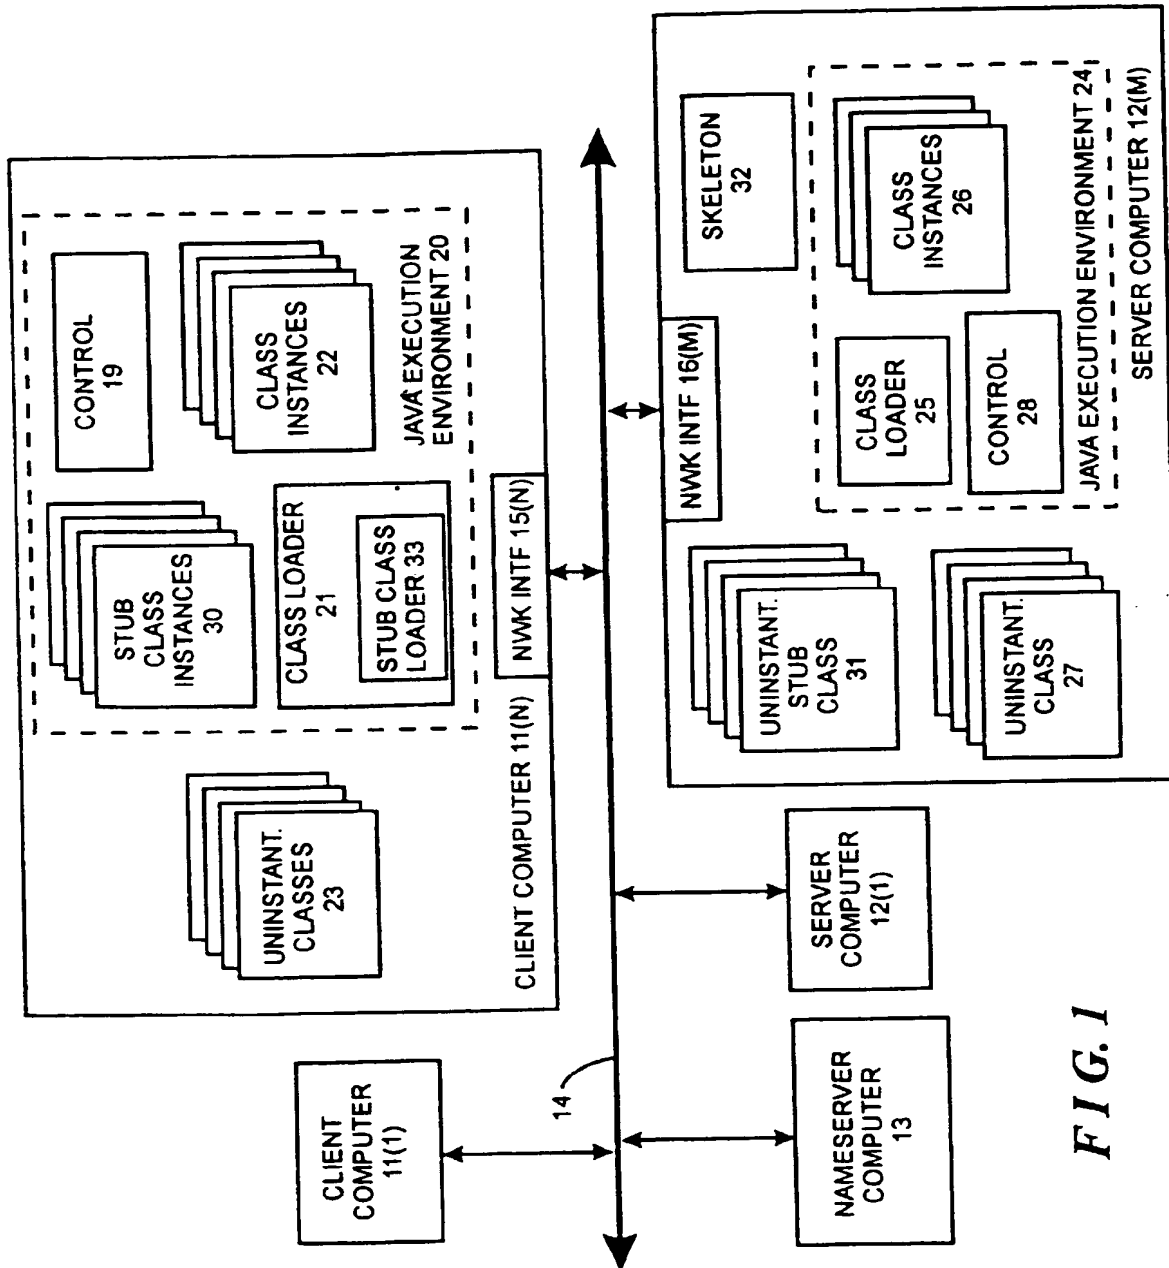 CLIENT
COMPUTER
11(1)
UNINSTANT.
CLASSES
23
STUB
CLASS
INSTANCES
30
CONTROL
19
CLASS LOADER
21
STUB CLASS
LOADER 33
CLASS
INSTANCES
22
JAVA EXECUTION
ENVIRONMENT 20
CLIENT COMPUTER 11(N)
NWK INTF 15(N)
14
NAMESERVER
COMPUTER
13
SERVER
COMPUTER
12(1)
NWK INTF 16(M)
SKELETON
32
UNINSTANT.
STUB
CLASS
31
CLASS
LOADER
25
CLASS
INSTANCES
26
UNINSTANT.
CLASS
27
CONTROL
28
JAVA EXECUTION ENVIRONMENT 24
SERVER COMPUTER 12(M)
FIG. 1